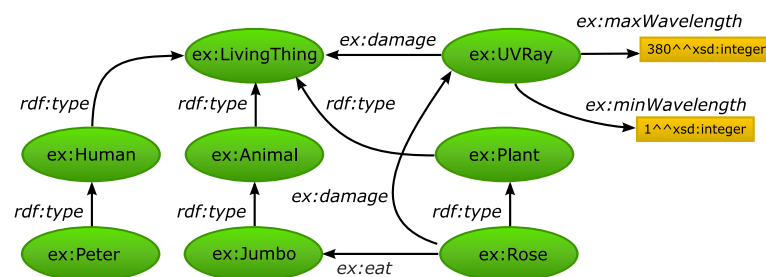 ex:maxWavelength
ex:LivingThing
ex:damage
ex:UVRay
380^^xsd:integer
rdf:type
rdf:type
rdf:type
ex:minWavelength
1^^xsd:integer
ex:Human
ex:Animal
ex:Plant
rdf:type
rdf:type
ex:damage
rdf:type
ex:Peter
ex:Jumbo
ex:eat
ex:Rose